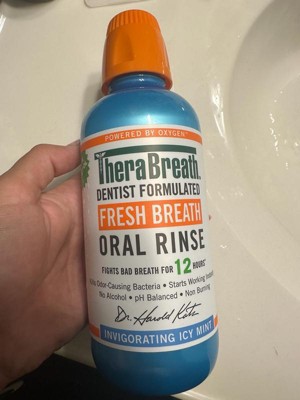 POWERED BY OXYGEN
TheraBreath
DENTIST FORMULATED
FRESH BREATH
ORAL RINSE
FIGHTS BAD BREATH FOR 12 HOURS
Odor-Causing Bacteria • Starts Working
No Alcohol • pH Balanced • Non Burning
Dr. Harold Katz
INVIGORATING ICY MINT